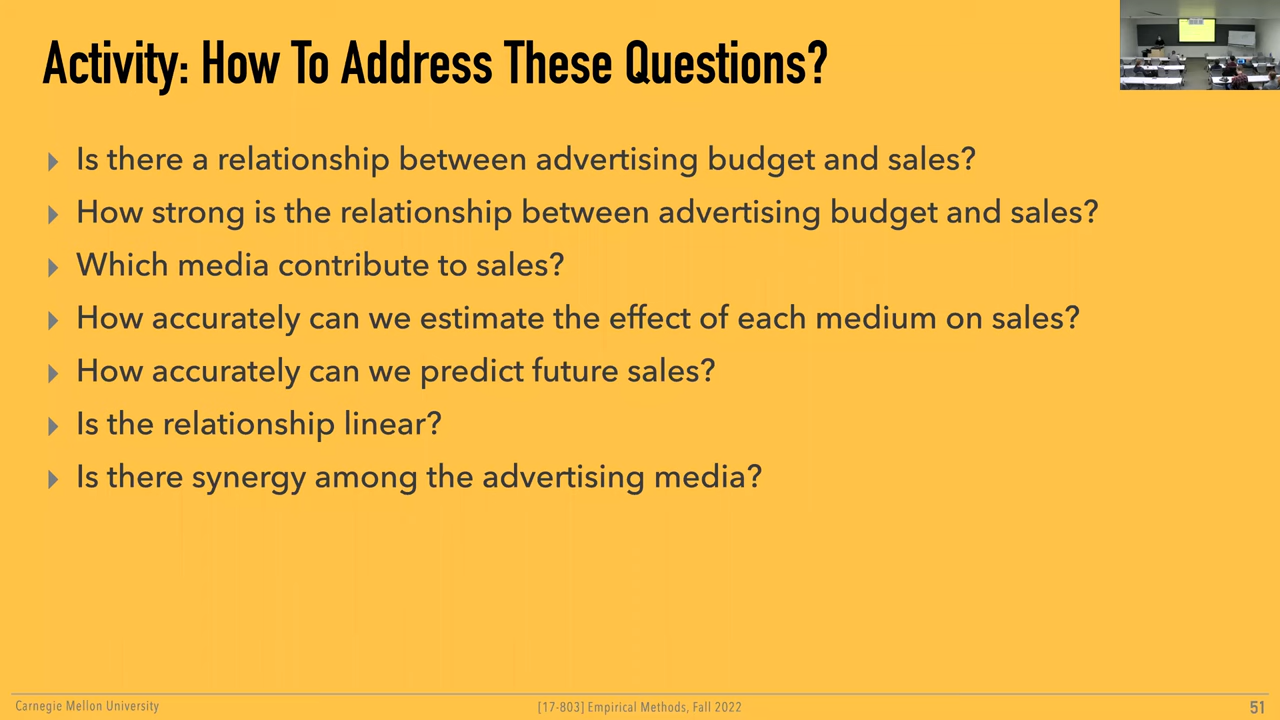 Activity: How To Address These Questions?
Is there a relationship between advertising budget and sales?
How strong is the relationship between advertising budget and sales?
Which media contribute to sales?
How accurately can we estimate the effect of each medium on sales?
How accurately can we predict future sales?
Is the relationship linear?
Is there synergy among the advertising media?
Carnegie Mellon University
[17-803] Empirical Methods, Fall 2022
51